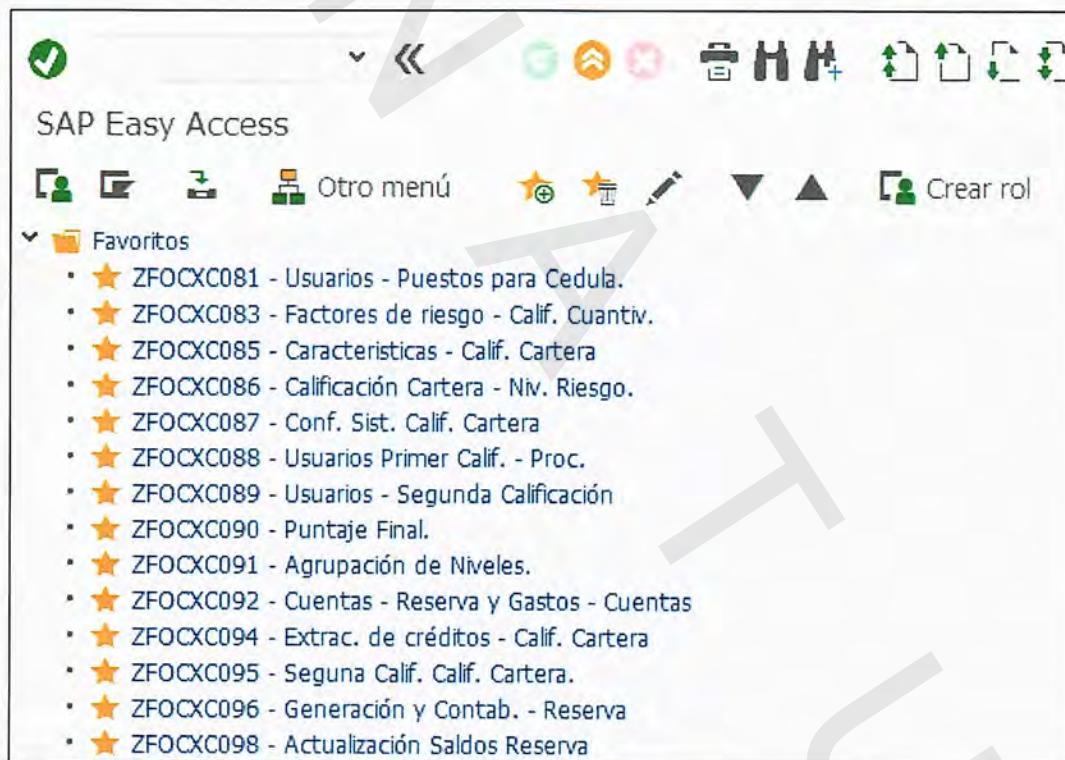 SAP Easy Access
Otro menú
Crear rol
Favoritos
ZFOCXC081 - Usuarios - Puestos para Cedula.
ZFOCXC083 - Factores de riesgo - Calif. Cuantiv.
ZFOCXC085 - Caracteristicas - Calif. Cartera
ZFOCXC086 - Calificación Cartera - Niv. Riesgo.
ZFOCXC087 - Conf. Sist. Calif. Cartera
ZFOCXC088 - Usuarios Primer Calif. - Proc.
ZFOCXC089 - Usuarios - Segunda Calificación
ZFOCXC090 - Puntaje Final.
ZFOCXC091 - Agrupación de Niveles.
ZFOCXC092 - Cuentas - Reserva y Gastos - Cuentas
ZFOCXC094 - Extrac. de créditos - Calif. Cartera
ZFOCXC095 - Seguna Calif. Calif. Cartera.
ZFOCXC096 - Generación y Contab. - Reserva
ZFOCXC098 - Actualización Saldos Reserva